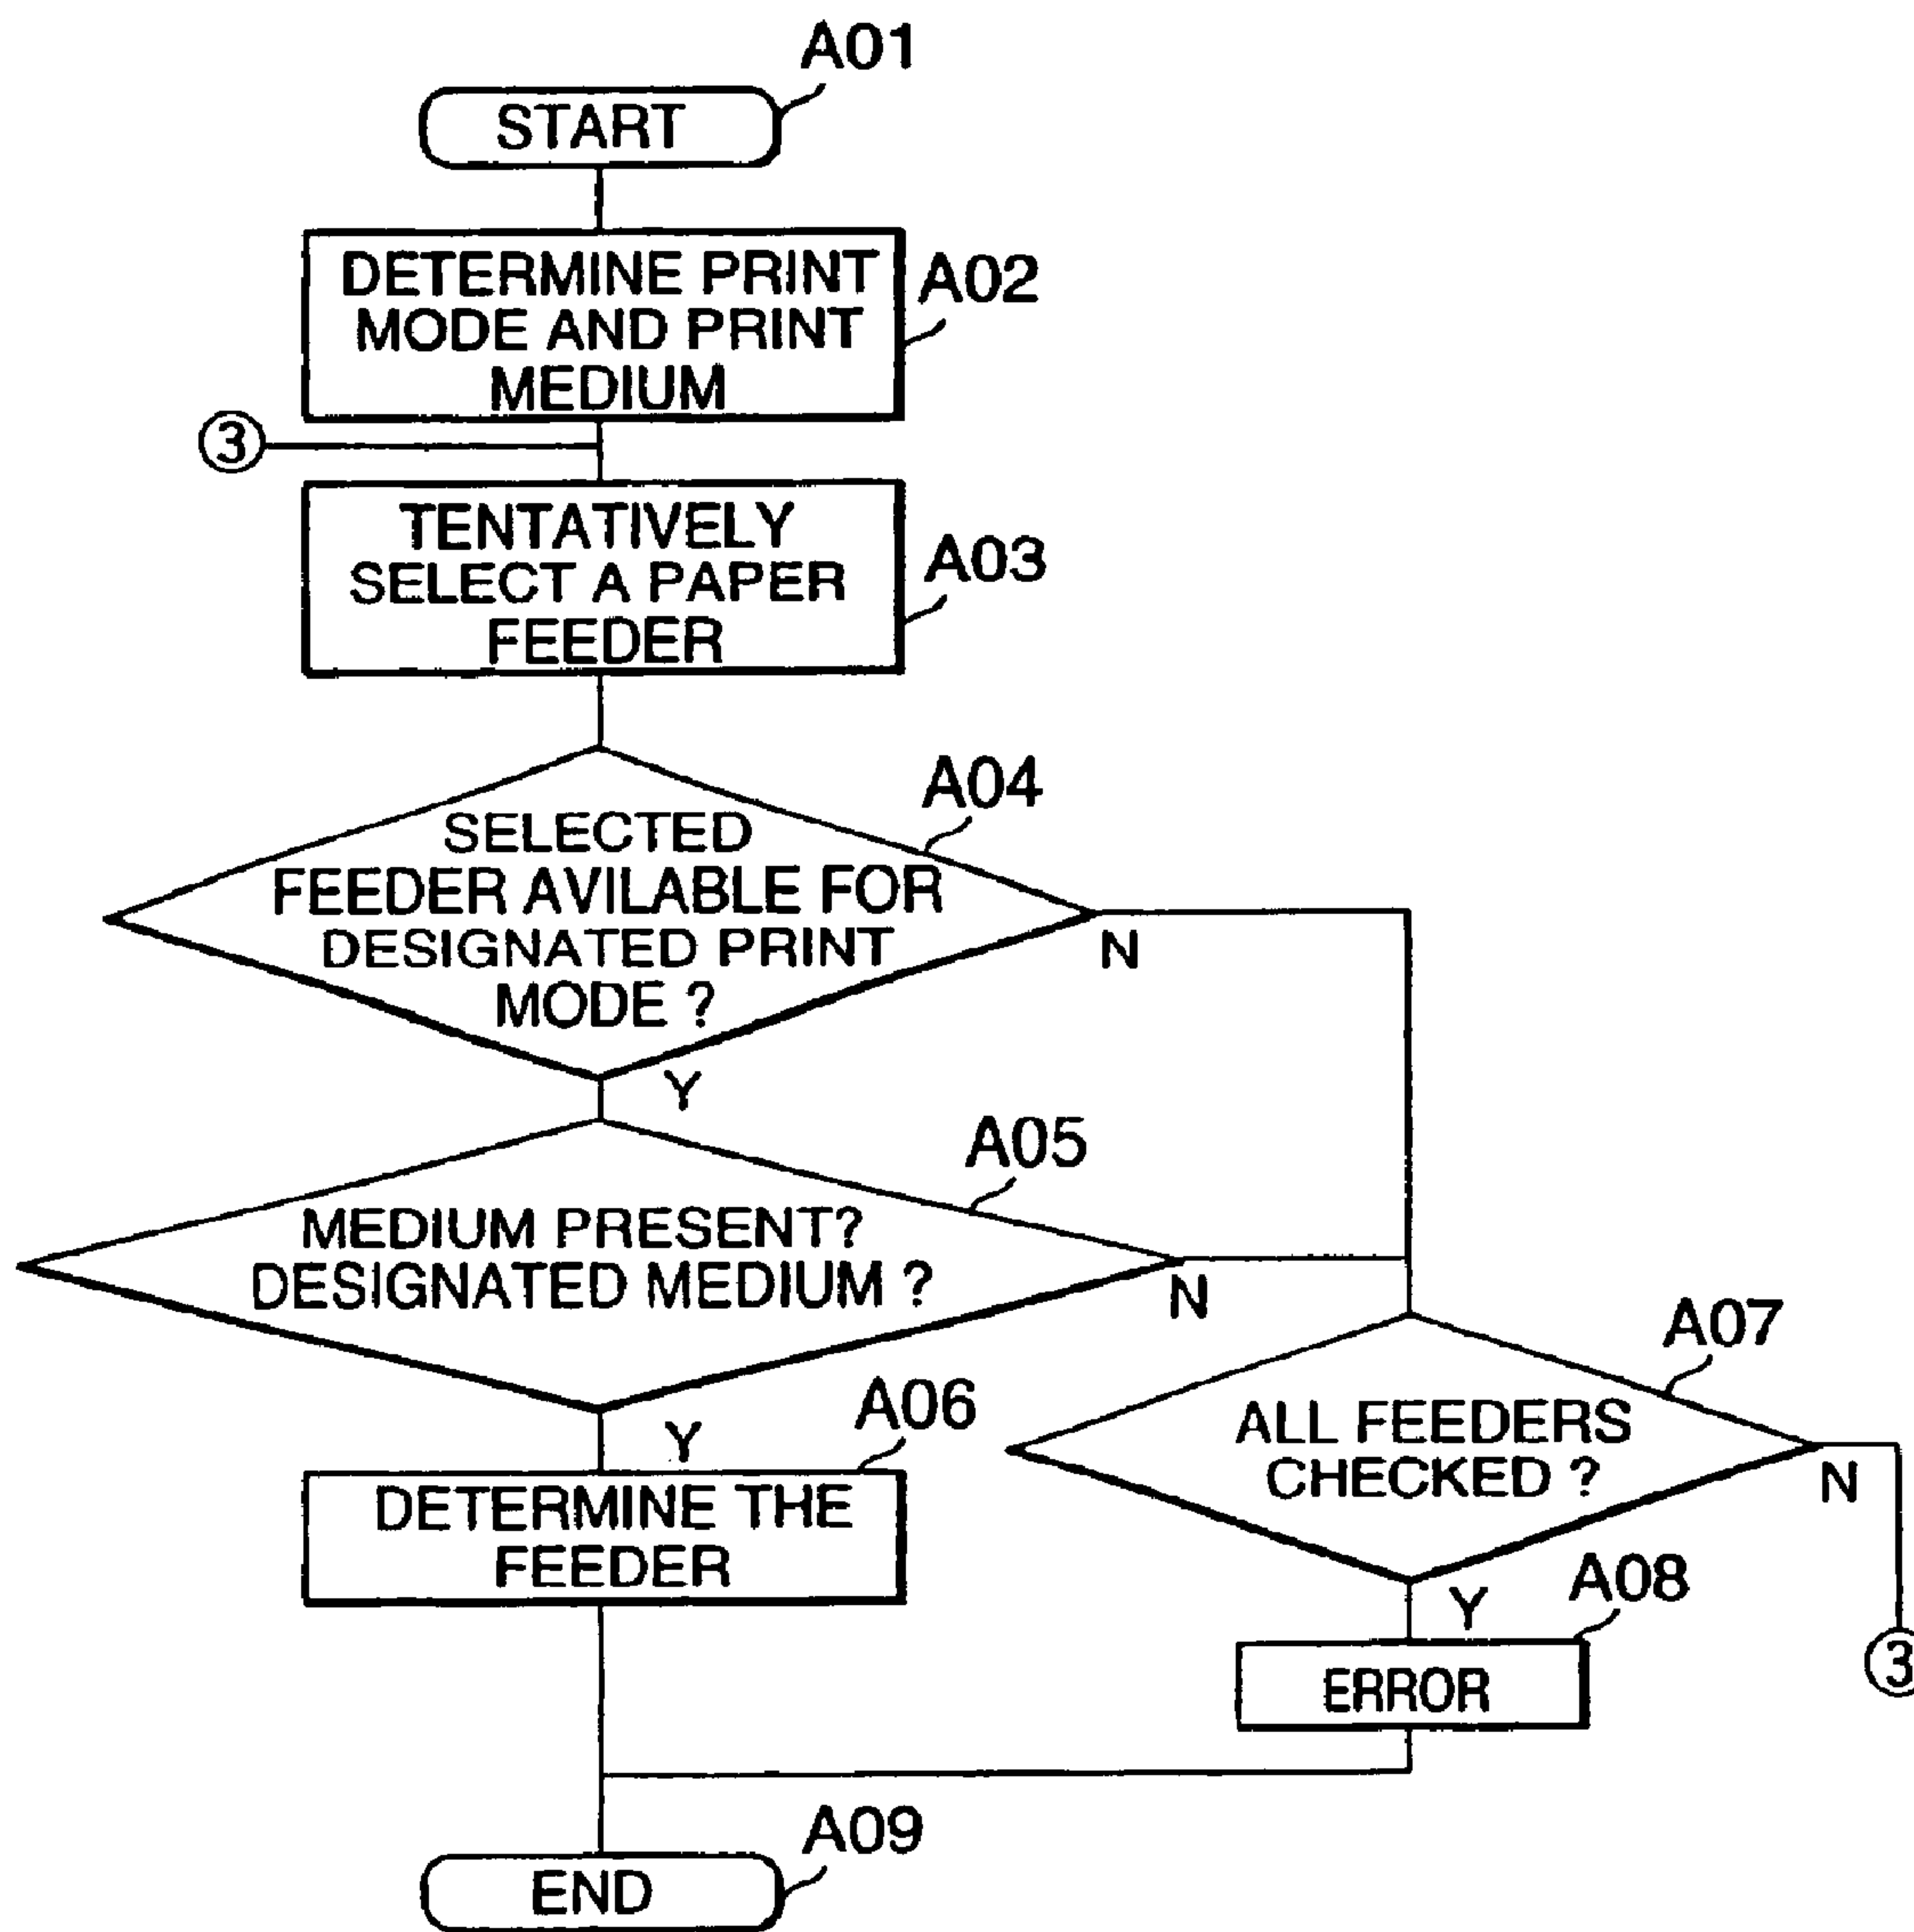 A01
START
DETERMINE PRINT
MODE AND PRINT
MEDIUM
A02
③
TENTATIVELY
SELECT A PAPER
FEEDER
A03
A04
SELECTED
FEEDER AVILABLE FOR
DESIGNATED PRINT
MODE ?
N
Y
A05
MEDIUM PRESENT?
DESIGNATED MEDIUM ?
N
Y
A07
ALL FEEDERS
CHECKED ?
N
Y
A06
DETERMINE THE
FEEDER
A08
ERROR
③
A09
END